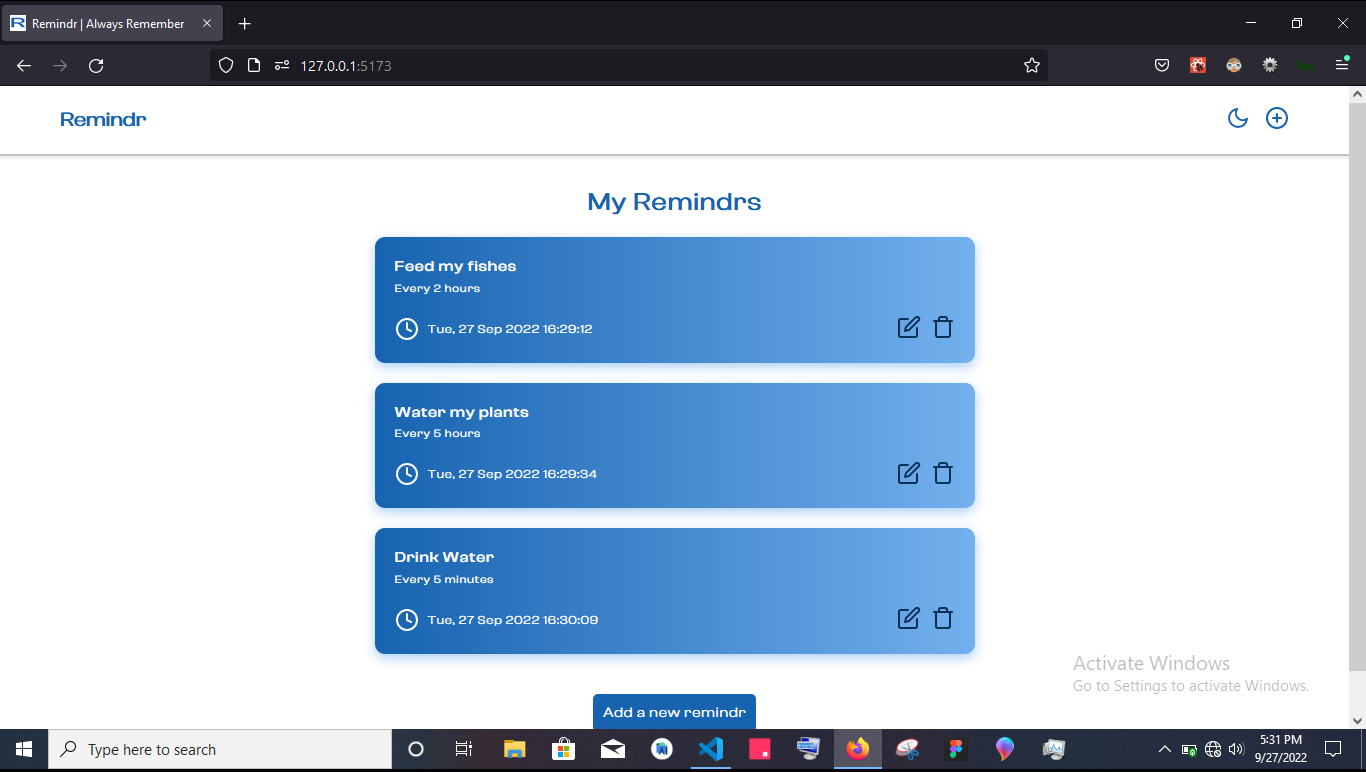 Remindr | Always Remember
127.0.0.1:5173
Remindr
My Remindrs
Feed my fishes
Every 2 hours
Tue, 27 Sep 2022 16:29:12
Water my plants
Every 5 hours
Tue, 27 Sep 2022 16:29:34
Drink Water
Every 5 minutes
Tue, 27 Sep 2022 16:30:09
Add a new remindr
Activate Windows
Go to Settings to activate Windows.
Type here to search
5:31 PM
9/27/2022